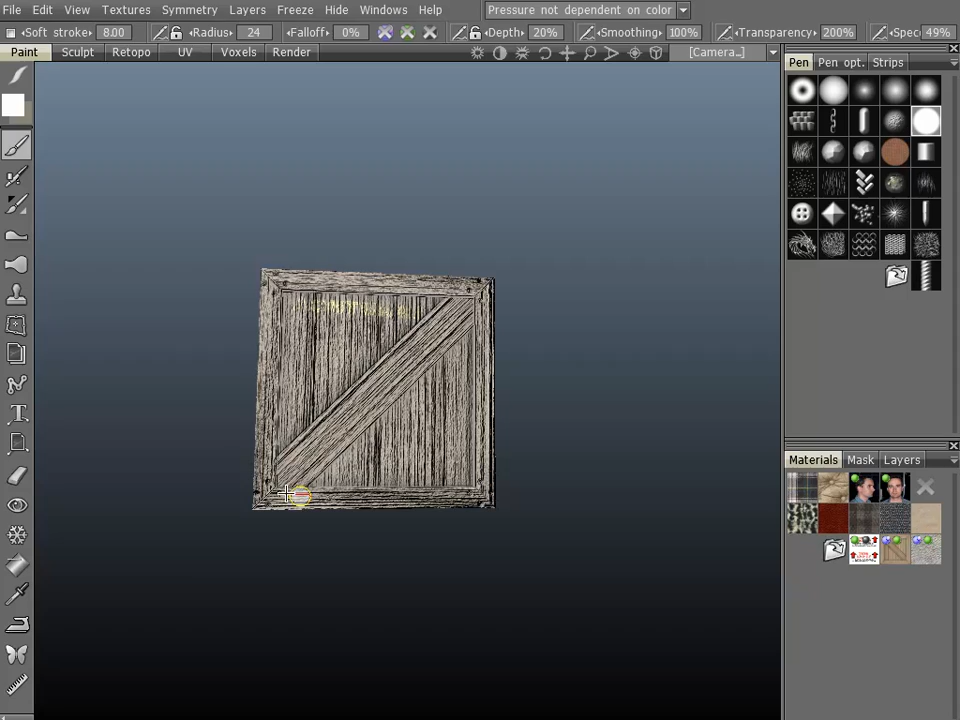 File Edit View Textures Symmetry Layers Freeze Hide Windows Help Pressure not dependent on color
Soft stroke: 8.00 Radius: 24 Falloff: 0% Depth: 20% Smoothing: 100% Transparency: 200% Spec 49%
Paint Sculpt Retopo UV Voxels Render [Camera...]
Pen Pen opt. Strips
Materials Mask Layers